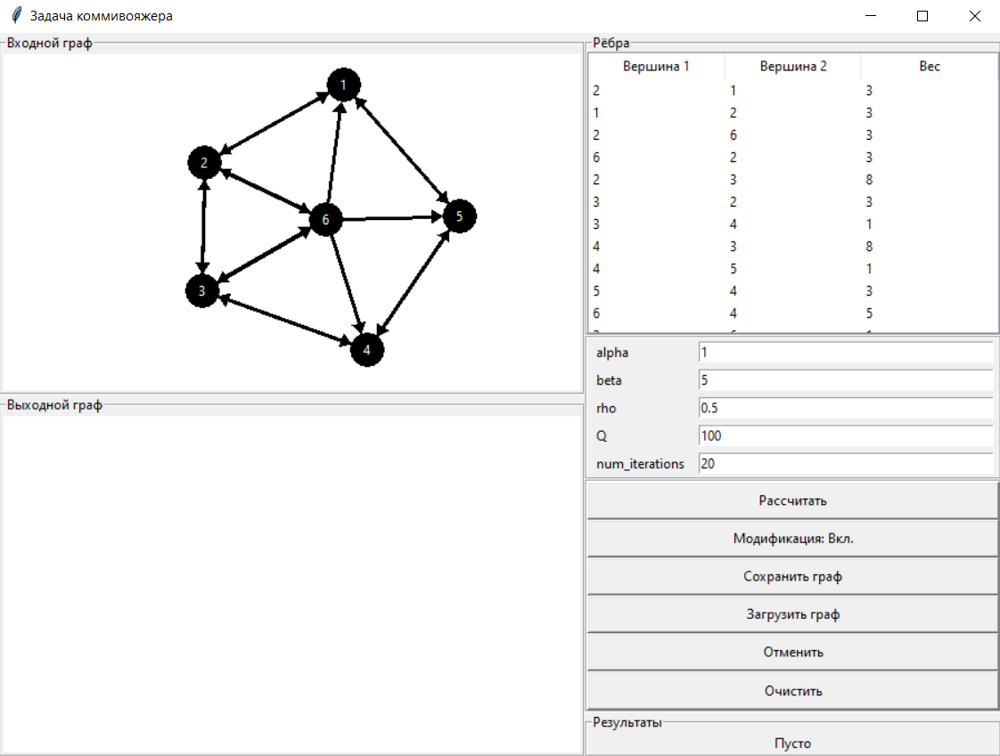 Задача коммивояжера
Входной граф
1
2
6
5
3
4
Выходной граф
Рёбра
Вершина 1 Вершина 2 Вес
2 1 3
1 2 3
2 6 3
6 2 3
2 3 8
3 2 3
3 4 1
4 3 8
4 5 1
5 4 3
6 4 5
alpha 1
beta 5
rho 0.5
Q 100
num_iterations 20
Рассчитать
Модификация: Вкл.
Сохранить граф
Загрузить граф
Отменить
Очистить
Результаты
Пусто